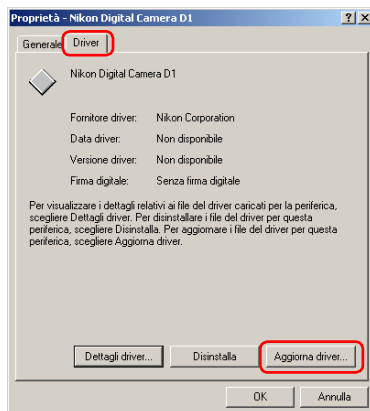 Proprietà - Nikon Digital Camera D1
Generale Driver
Nikon Digital Camera D1
Fornitore driver: Nikon Corporation
Data driver: Non disponibile
Versione driver: Non disponibile
Firma digitale: Senza firma digitale
Per visualizzare i dettagli relativi ai file del driver caricati per la periferica,
scegliere Dettagli driver. Per disinstallare i file del driver per questa
periferica, scegliere Disinstalla. Per aggiornare i file del driver per questa
periferica, scegliere Aggiorna driver.
Dettagli driver... Disinstalla Aggiorna driver...
OK Annulla